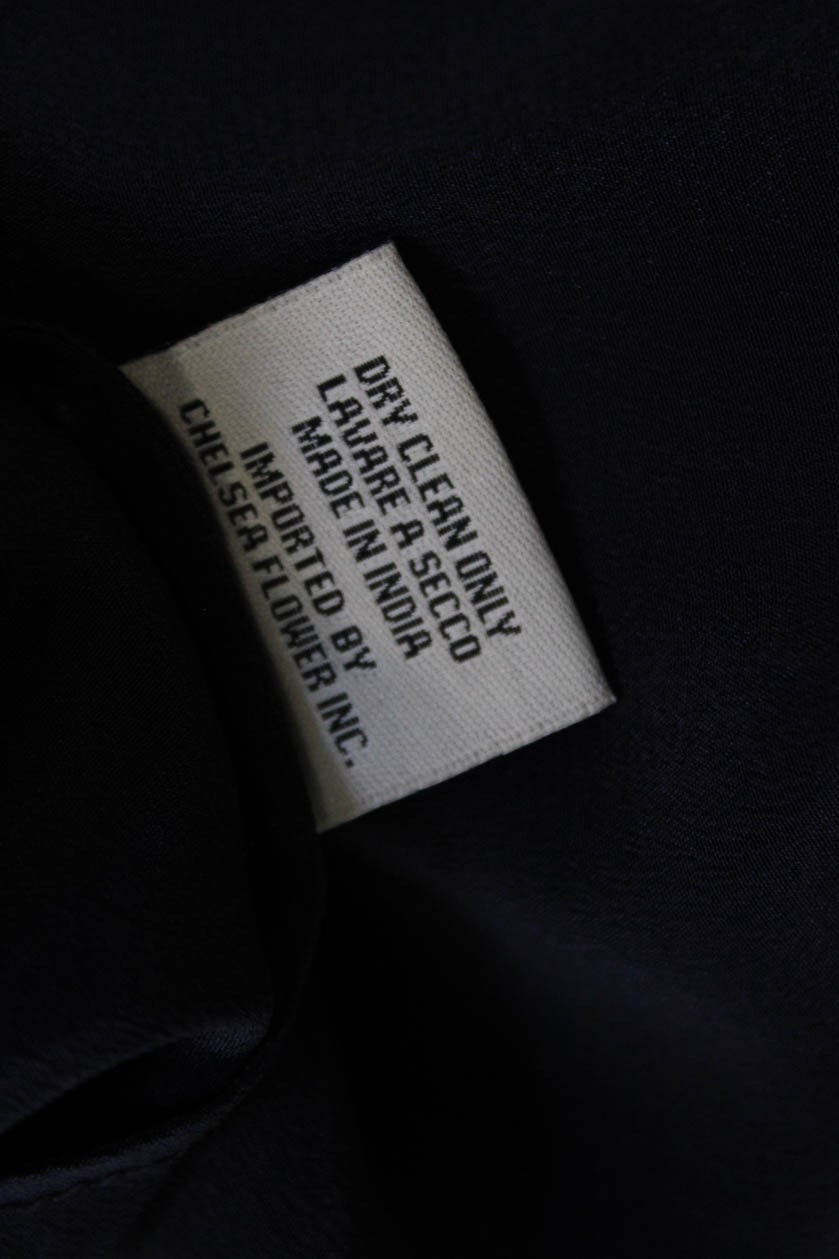 DRY CLEAN ONLY
LAVARE A SECCO
MADE IN INDIA
IMPORTED BY
CHELSEA FLOWER INC.